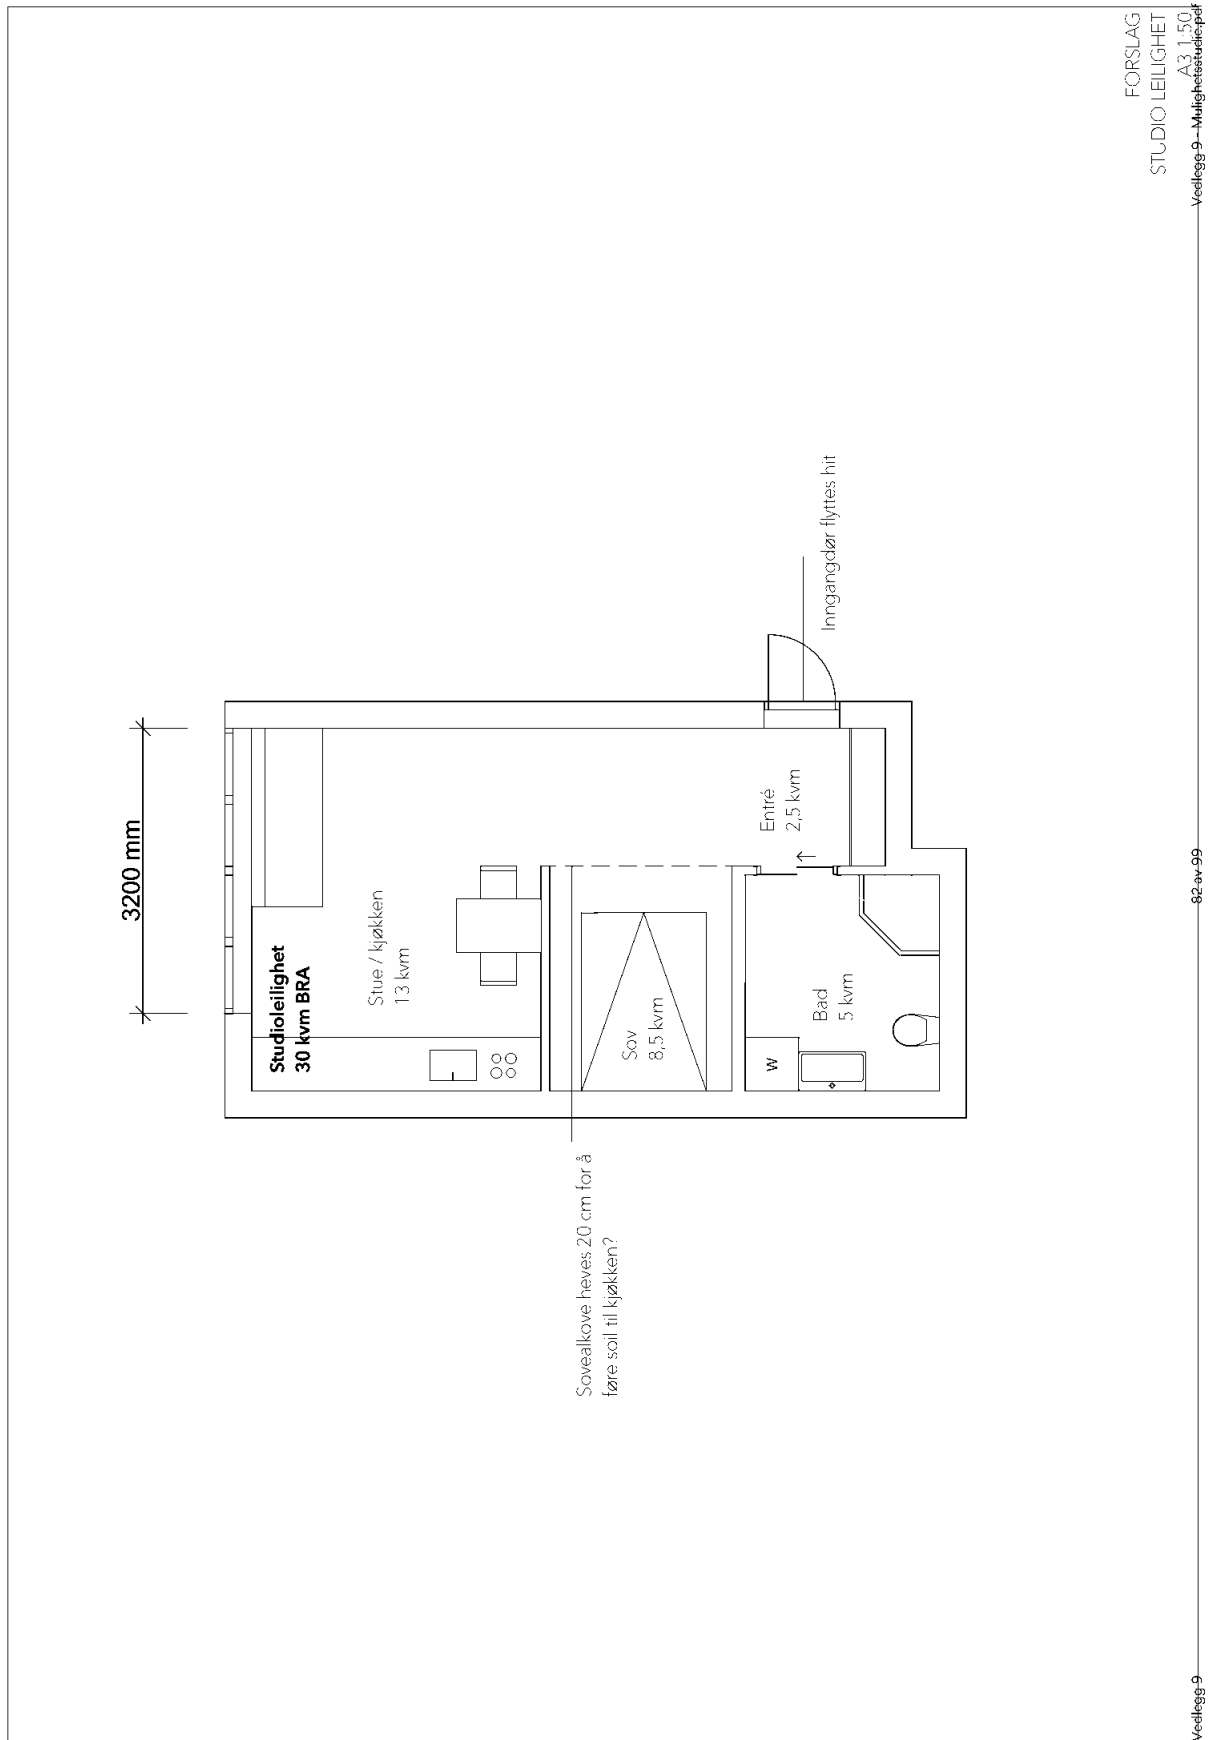 FORSLAG
STUDIO LEILIGHET
A3 1:50
3200 mm
Studioleilighet
30 kvm BRA
Stue / kjøkken
13 kvm
Sov
8,5 kvm
Entré
2,5 kvm
Bad
5 kvm
W
Sovealkove heves 20 cm for å
føre soil til kjøkken?
Inngangdør flyttes hit
Vedlegg 9
82 av 99
Vedlegg 9 - Mulighetsstudie.pdf